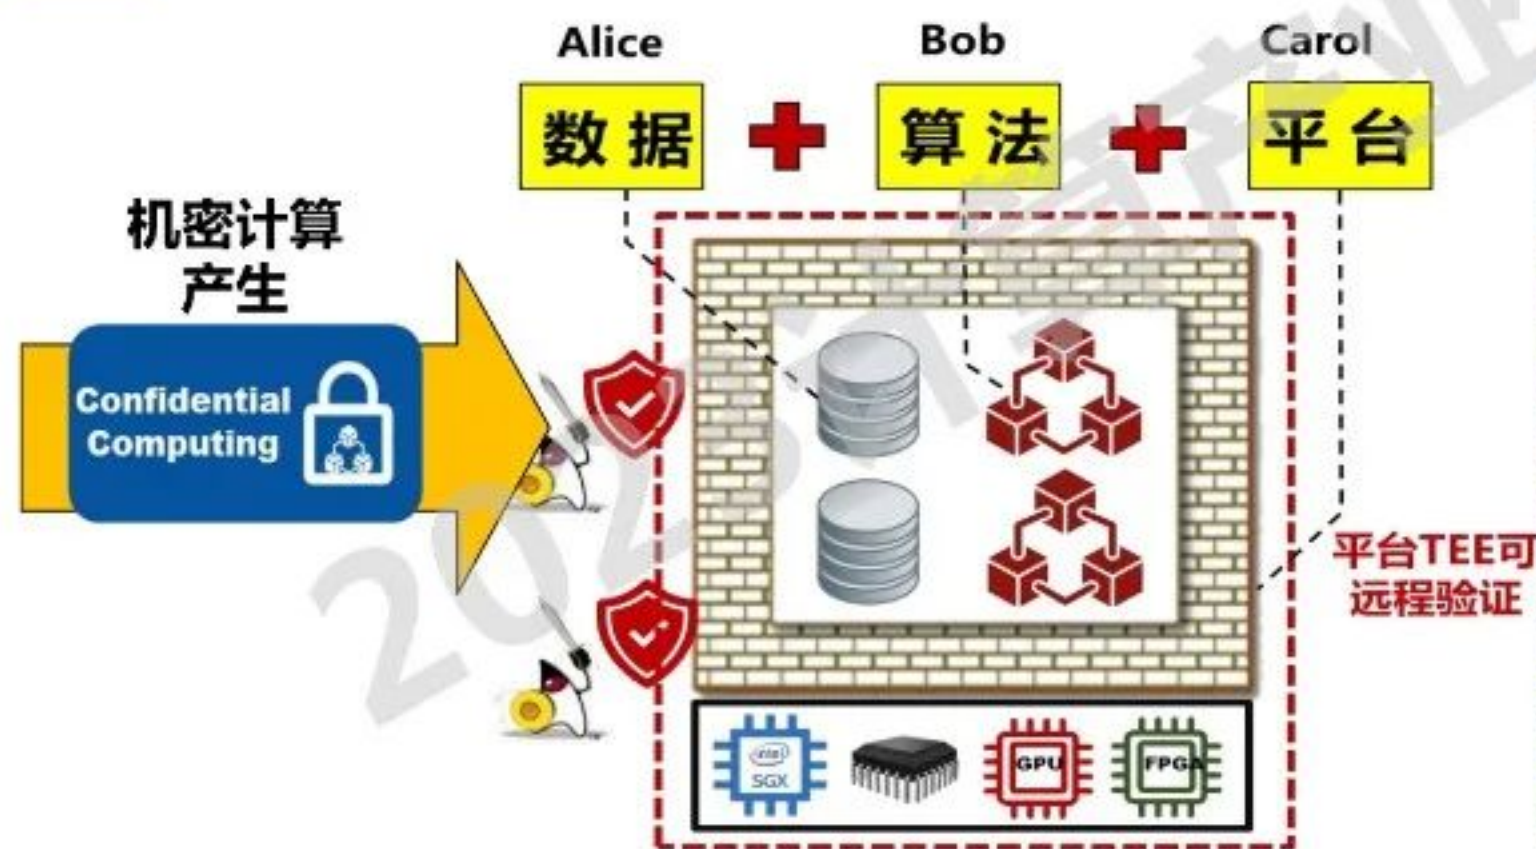 Alice
Bob
Carol
数据
算法
平台
机密计算
产生
Confidential
Computing
平台TEE可
远程验证
intel
SGX
GPU
FPGA